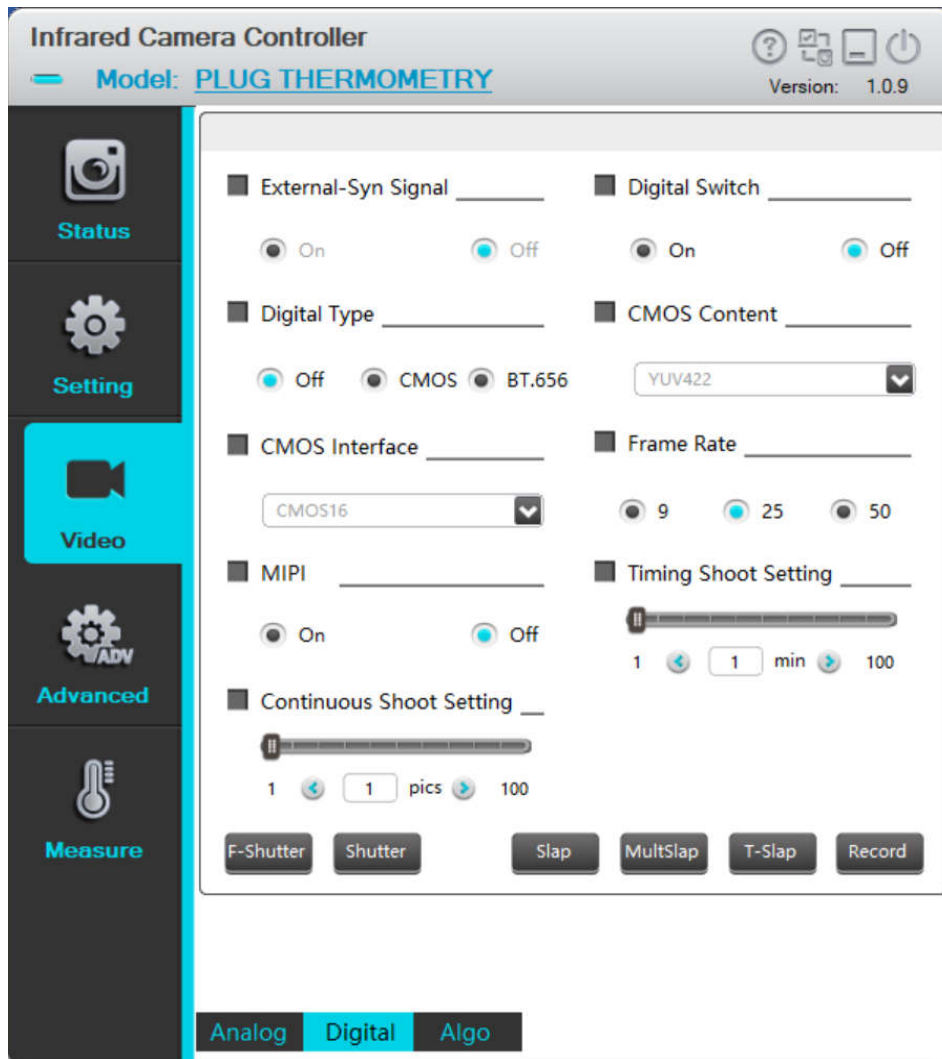 Infrared Camera Controller
Model: PLUG THERMOMETRY
Version: 1.0.9
Status
Setting
Video
ADV
Advanced
Measure
External-Syn Signal
On Off
Digital Switch
On Off
Digital Type
Off CMOS BT.656
CMOS Content
YUV422
CMOS Interface
CMOS16
Frame Rate
9 25 50
MIPI
On Off
Timing Shoot Setting
1 1 min 100
Continuous Shoot Setting
1 1 pics 100
F-Shutter Shutter Slap MultSlap T-Slap Record
Analog Digital Algo